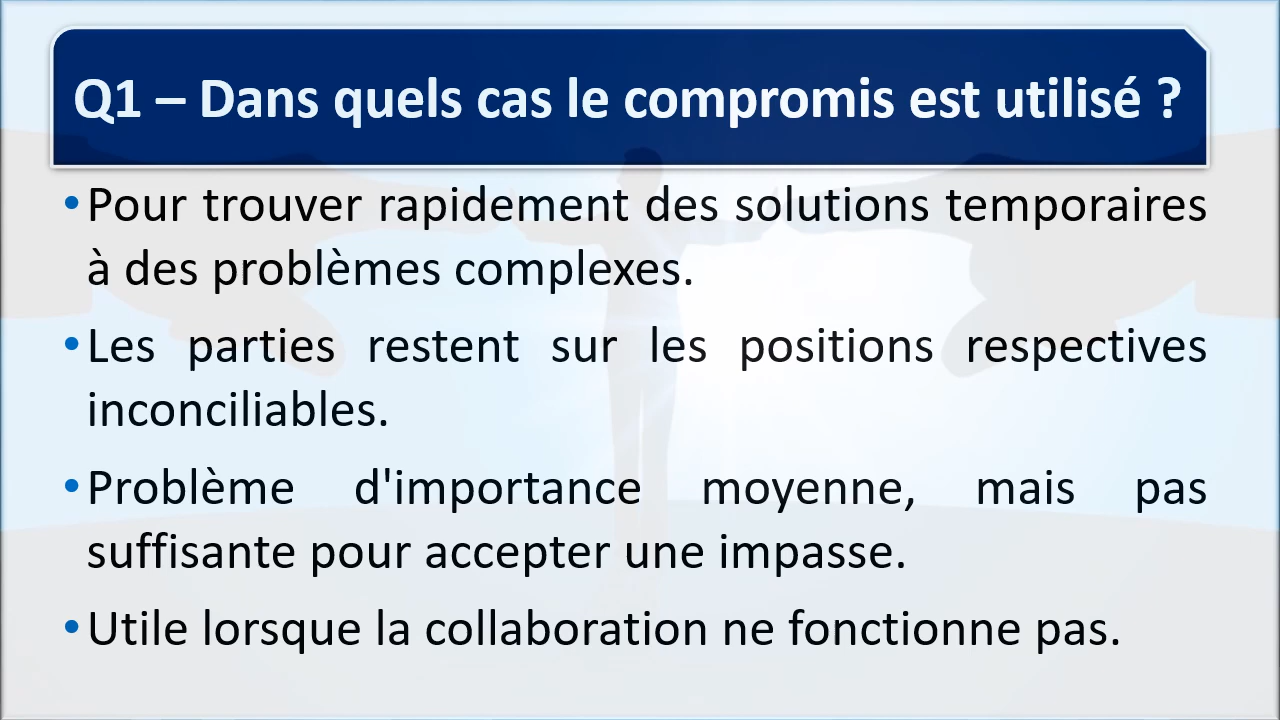 Q1 – Dans quels cas le compromis est utilisé ?
•Pour trouver rapidement des solutions temporaires
à des problèmes complexes.
•Les parties restent sur les positions respectives
inconciliables.
•Problème d'importance moyenne, mais pas
suffisante pour accepter une impasse.
•Utile lorsque la collaboration ne fonctionne pas.